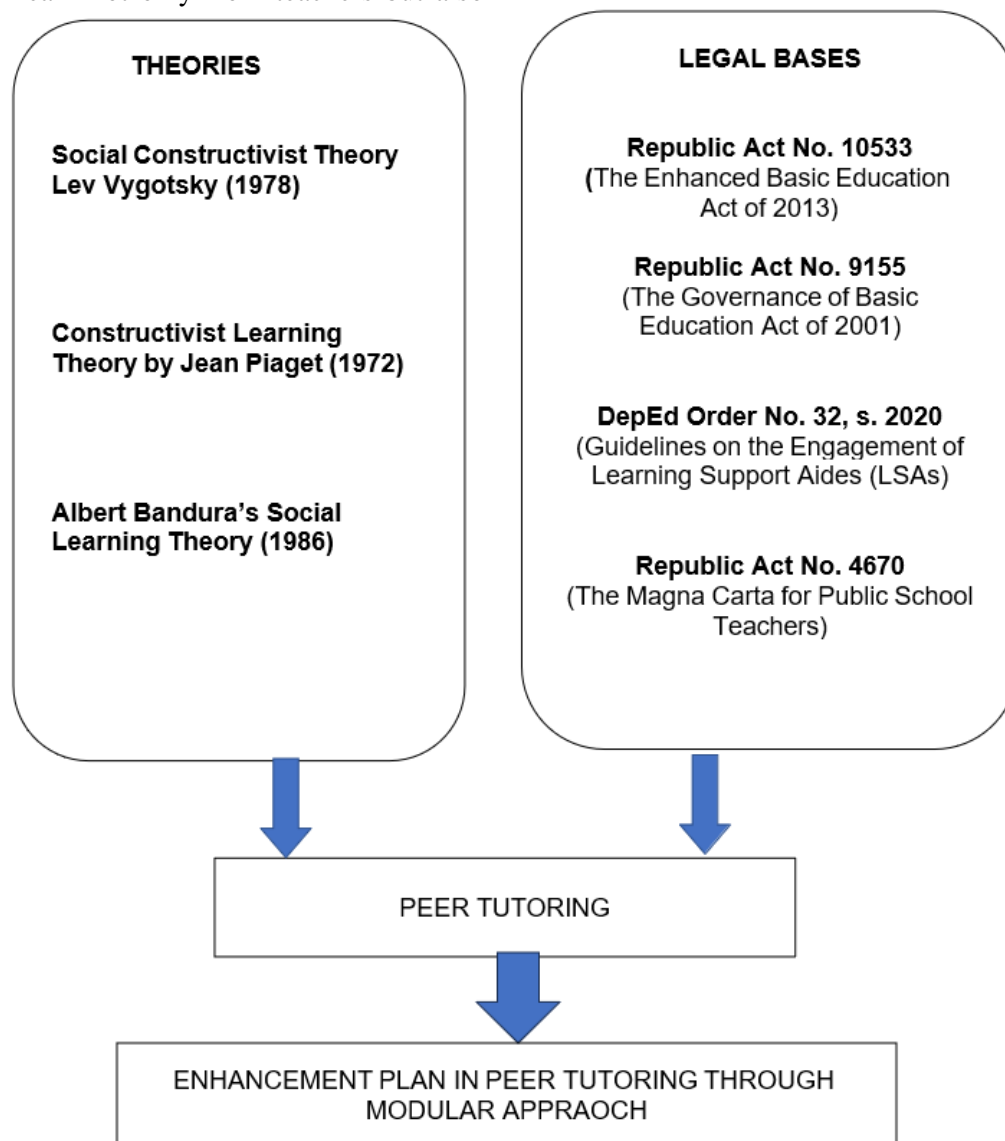 THEORIES
Social Constructivist Theory
Lev Vygotsky (1978)
Constructivist Learning
Theory by Jean Piaget (1972)
Albert Bandura’s Social
Learning Theory (1986)
LEGAL BASES
Republic Act No. 10533
(The Enhanced Basic Education
Act of 2013)
Republic Act No. 9155
(The Governance of Basic
Education Act of 2001)
DepEd Order No. 32, s. 2020
(Guidelines on the Engagement of
Learning Support Aides (LSAs)
Republic Act No. 4670
(The Magna Carta for Public School
Teachers)
PEER TUTORING
ENHANCEMENT PLAN IN PEER TUTORING THROUGH
MODULAR APPRAOCH